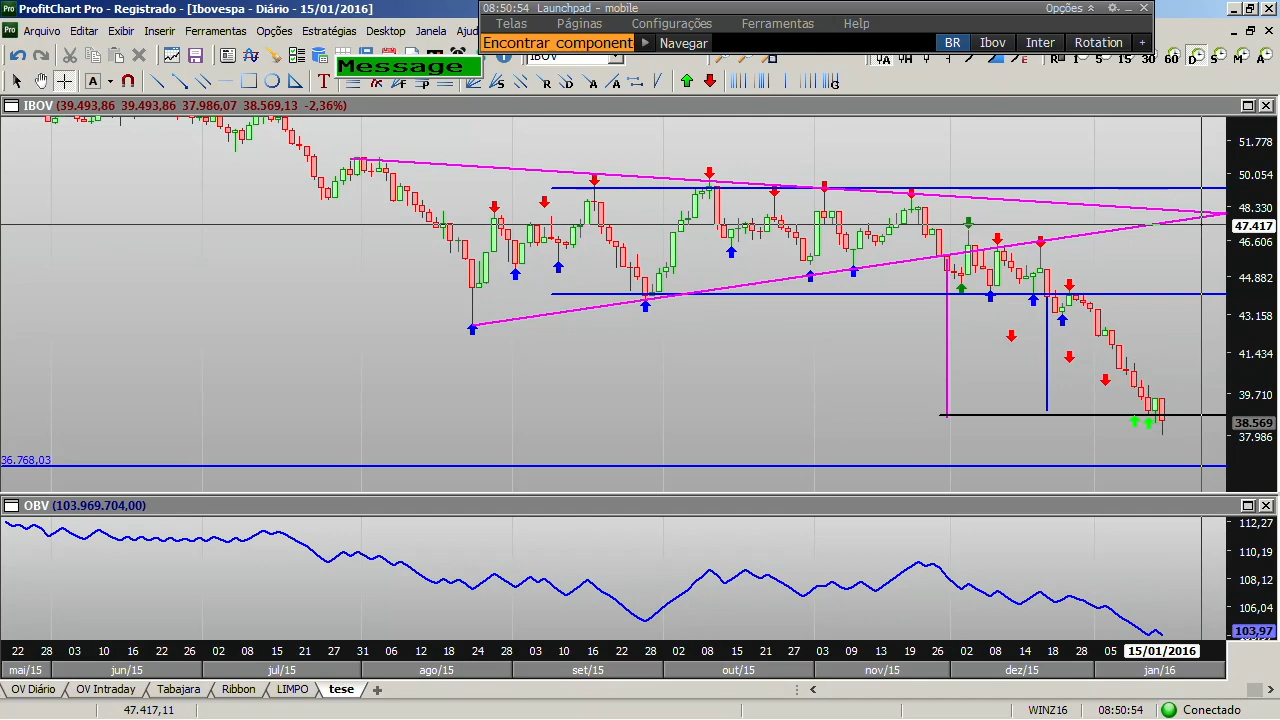 ProfitChart Pro - Registrado - [Ibovespa - Diário - 15/01/2016]
08:50:54 Launchpad - mobile
Opções
Telas Páginas Configurações Ferramentas Help
Arquivo Editar Exibir Inserir Ferramentas Opções Estratégias Desktop Janela Ajud
Encontrar component Navegar BR Ibov Inter Rotation +
Message
IBOV
IBOV (39.493,86 39.493,86 37.986,07 38.569,13 -2,36%)
51.778
50.054
48.330
47.417
46.606
44.882
43.158
41.434
39.710
38.569
37.986
36.768,03
OBV (103.969.704,00)
112,27
110,19
108,12
106,04
103,97
22 28 03 10 16 22 02 08 15 21 27 31 06 12 18 24 28 03 10 16 22 28 02 08 15 21 27 03 09 13 19 26 02 08 14 18 28 05 15/01/2016
mai/15 jun/15 jul/15 ago/15 set/15 out/15 nov/15 dez/15 jan/16
OV Diário OV Intraday Tabajara Ribbon LIMPO tese
47.417,11 WINZ16 08:50:54 Conectado